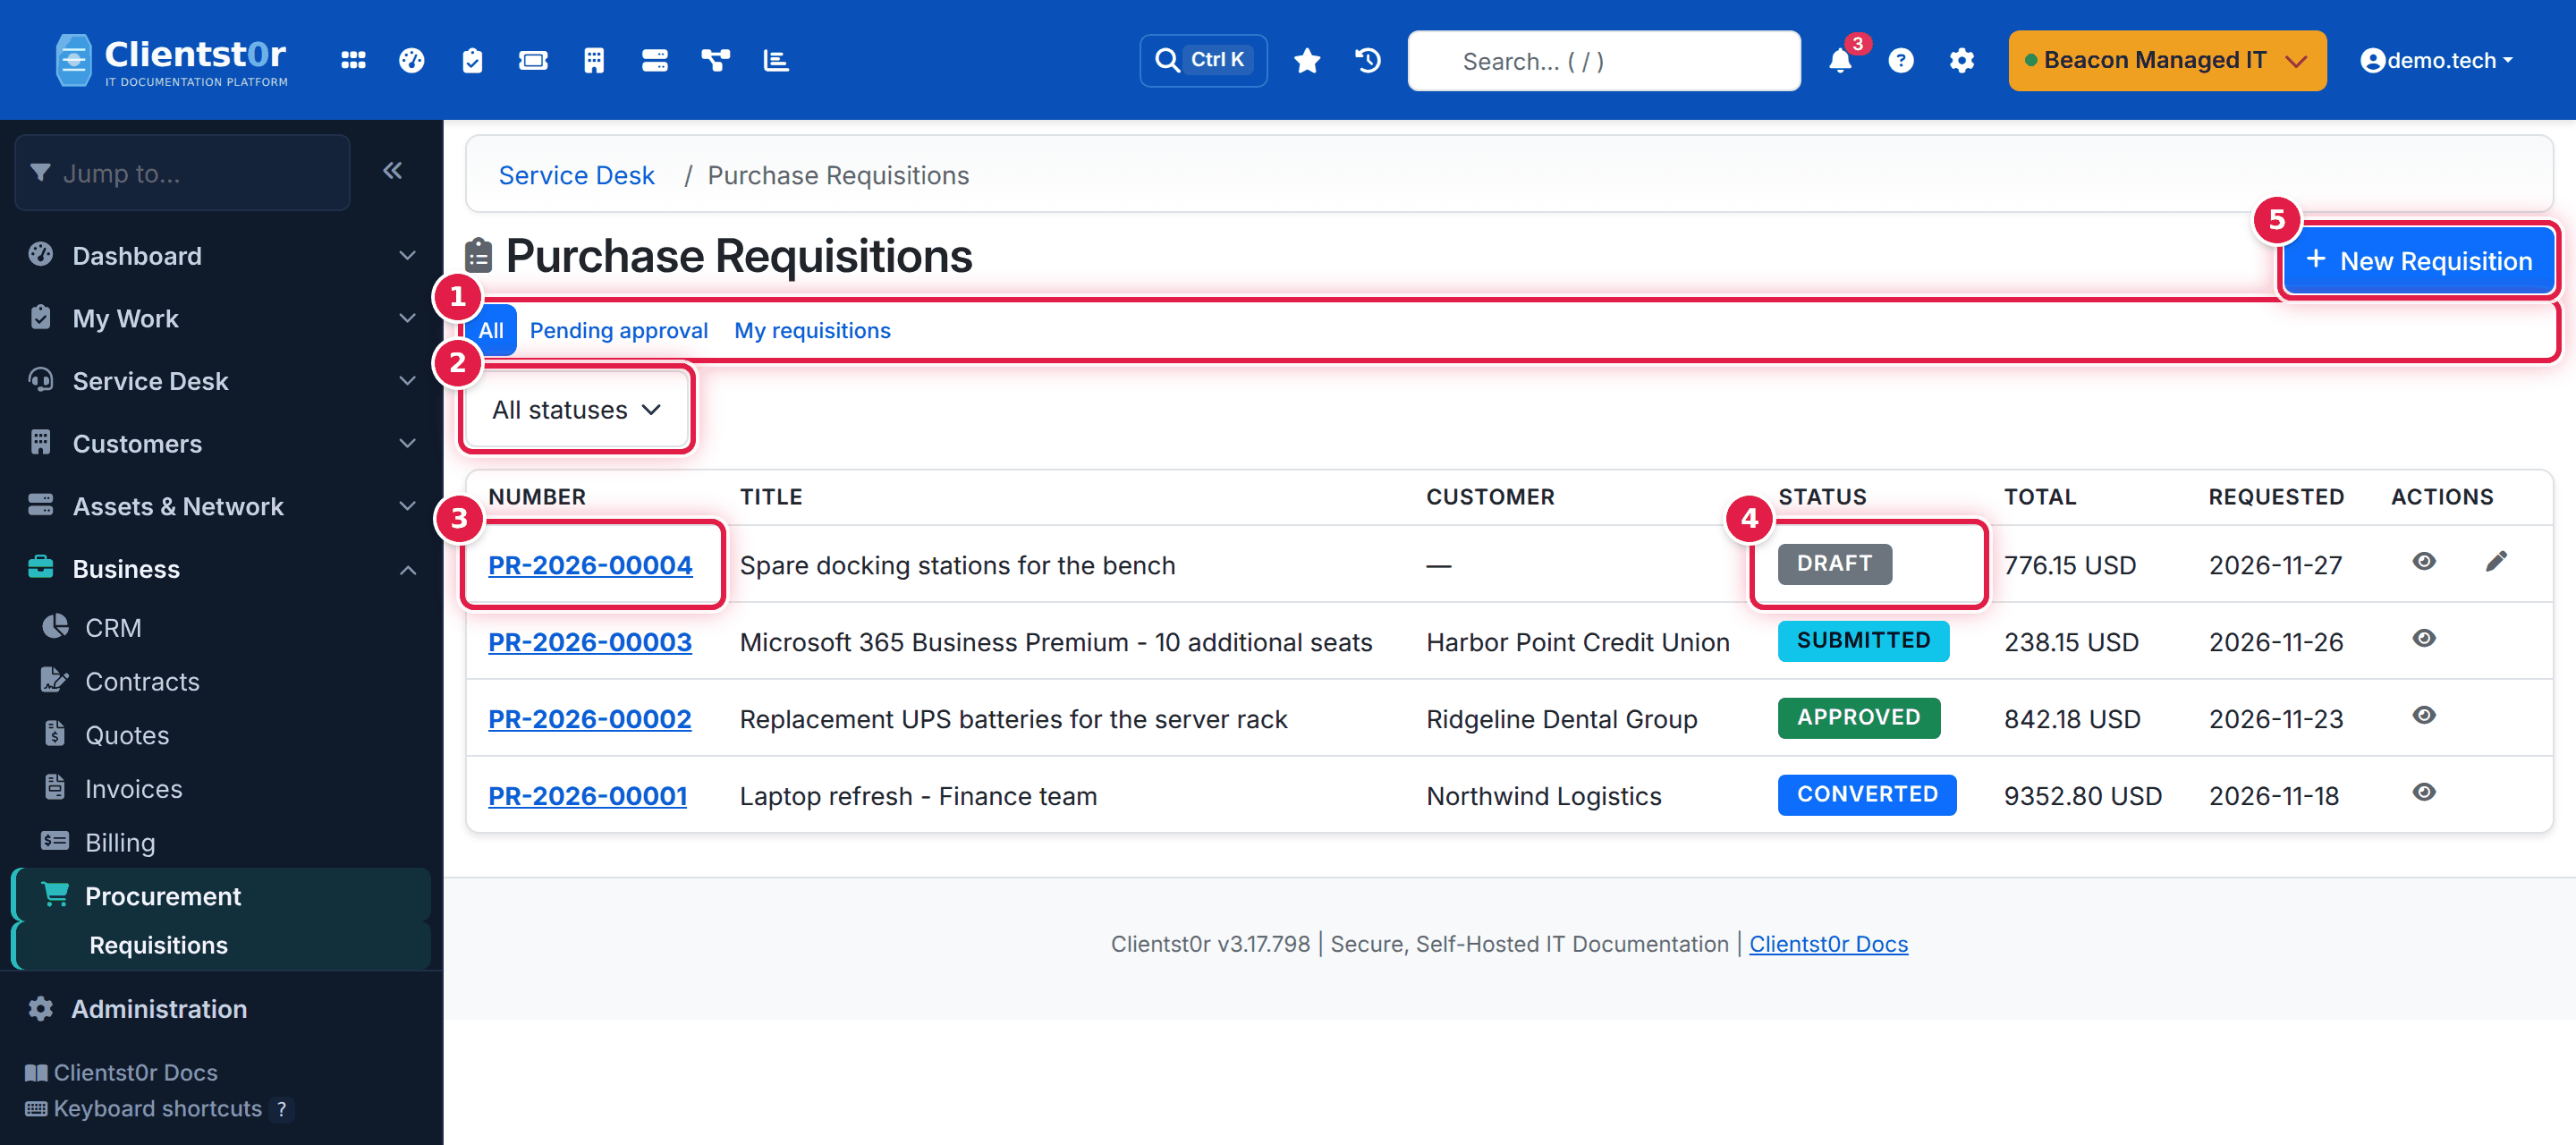 Clientst0r
IT DOCUMENTATION PLATFORM
Ctrl K
Search... ( / )
3
?
Beacon Managed IT
demo.tech
Jump to...
Dashboard
My Work
Service Desk
Customers
Assets & Network
Business
CRM
Contracts
Quotes
Invoices
Billing
Procurement
Requisitions
Administration
Clientst0r Docs
Keyboard shortcuts ?
Service Desk / Purchase Requisitions
Purchase Requisitions
5
+ New Requisition
1
All Pending approval My requisitions
2
All statuses
NUMBER TITLE CUSTOMER STATUS TOTAL REQUESTED ACTIONS
3
4
PR-2026-00004 Spare docking stations for the bench — DRAFT 776.15 USD 2026-11-27
PR-2026-00003 Microsoft 365 Business Premium - 10 additional seats Harbor Point Credit Union SUBMITTED 238.15 USD 2026-11-26
PR-2026-00002 Replacement UPS batteries for the server rack Ridgeline Dental Group APPROVED 842.18 USD 2026-11-23
PR-2026-00001 Laptop refresh - Finance team Northwind Logistics CONVERTED 9352.80 USD 2026-11-18
Clientst0r v3.17.798 | Secure, Self-Hosted IT Documentation | Clientst0r Docs